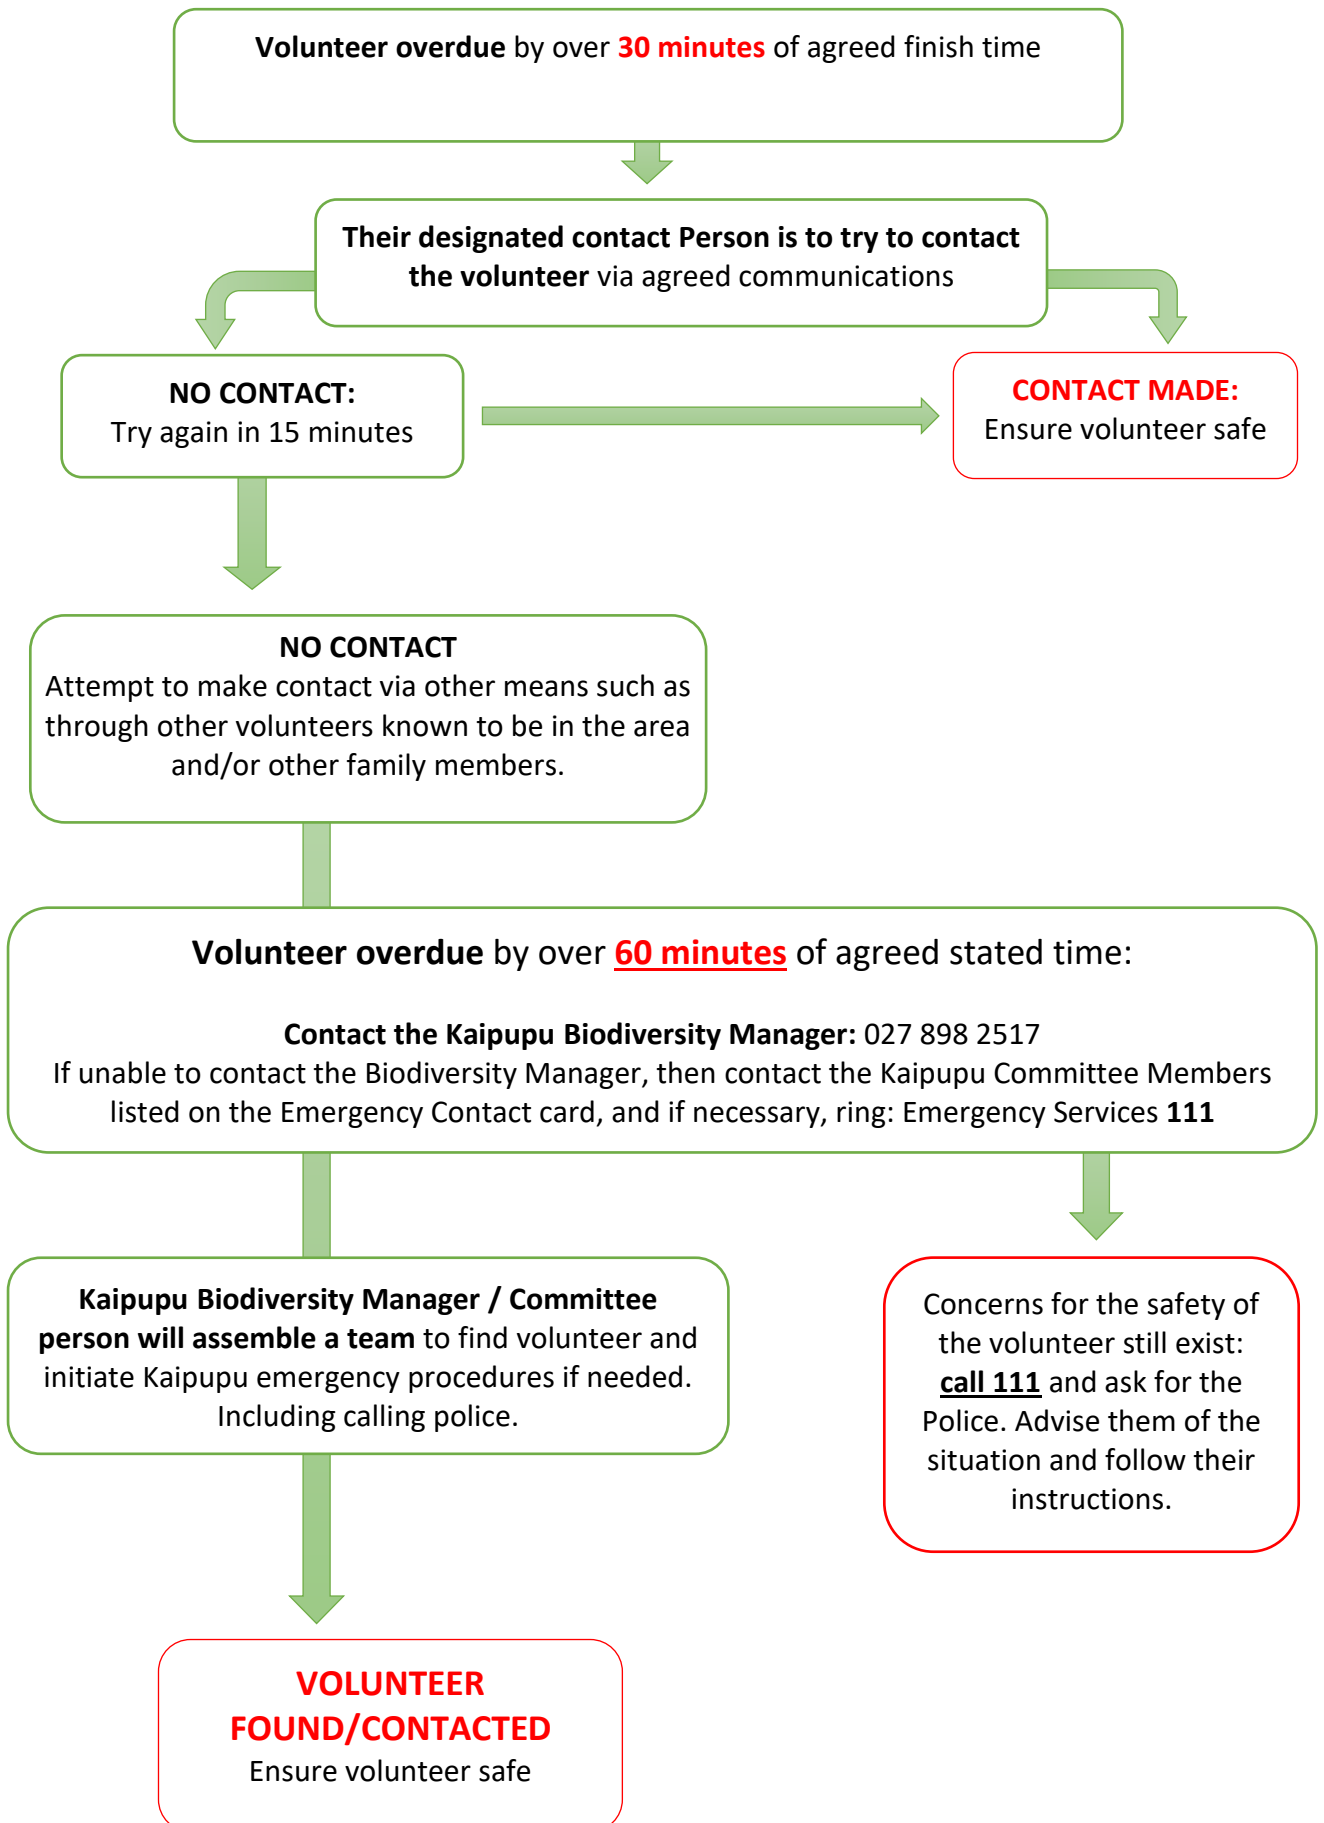 Volunteer overdue by over 30 minutes of agreed finish time
Their designated contact Person is to try to contact
the volunteer via agreed communications
NO CONTACT:
Try again in 15 minutes
CONTACT MADE:
Ensure volunteer safe
NO CONTACT
Attempt to make contact via other means such as
through other volunteers known to be in the area
and/or other family members.
Volunteer overdue by over 60 minutes of agreed stated time:
Contact the Kaipupu Biodiversity Manager: 027 898 2517
If unable to contact the Biodiversity Manager, then contact the Kaipupu Committee Members
listed on the Emergency Contact card, and if necessary, ring: Emergency Services 111
Kaipupu Biodiversity Manager / Committee
person will assemble a team to find volunteer and
initiate Kaipupu emergency procedures if needed.
Including calling police.
Concerns for the safety of
the volunteer still exist:
call 111 and ask for the
Police. Advise them of the
situation and follow their
instructions.
VOLUNTEER
FOUND/CONTACTED
Ensure volunteer safe